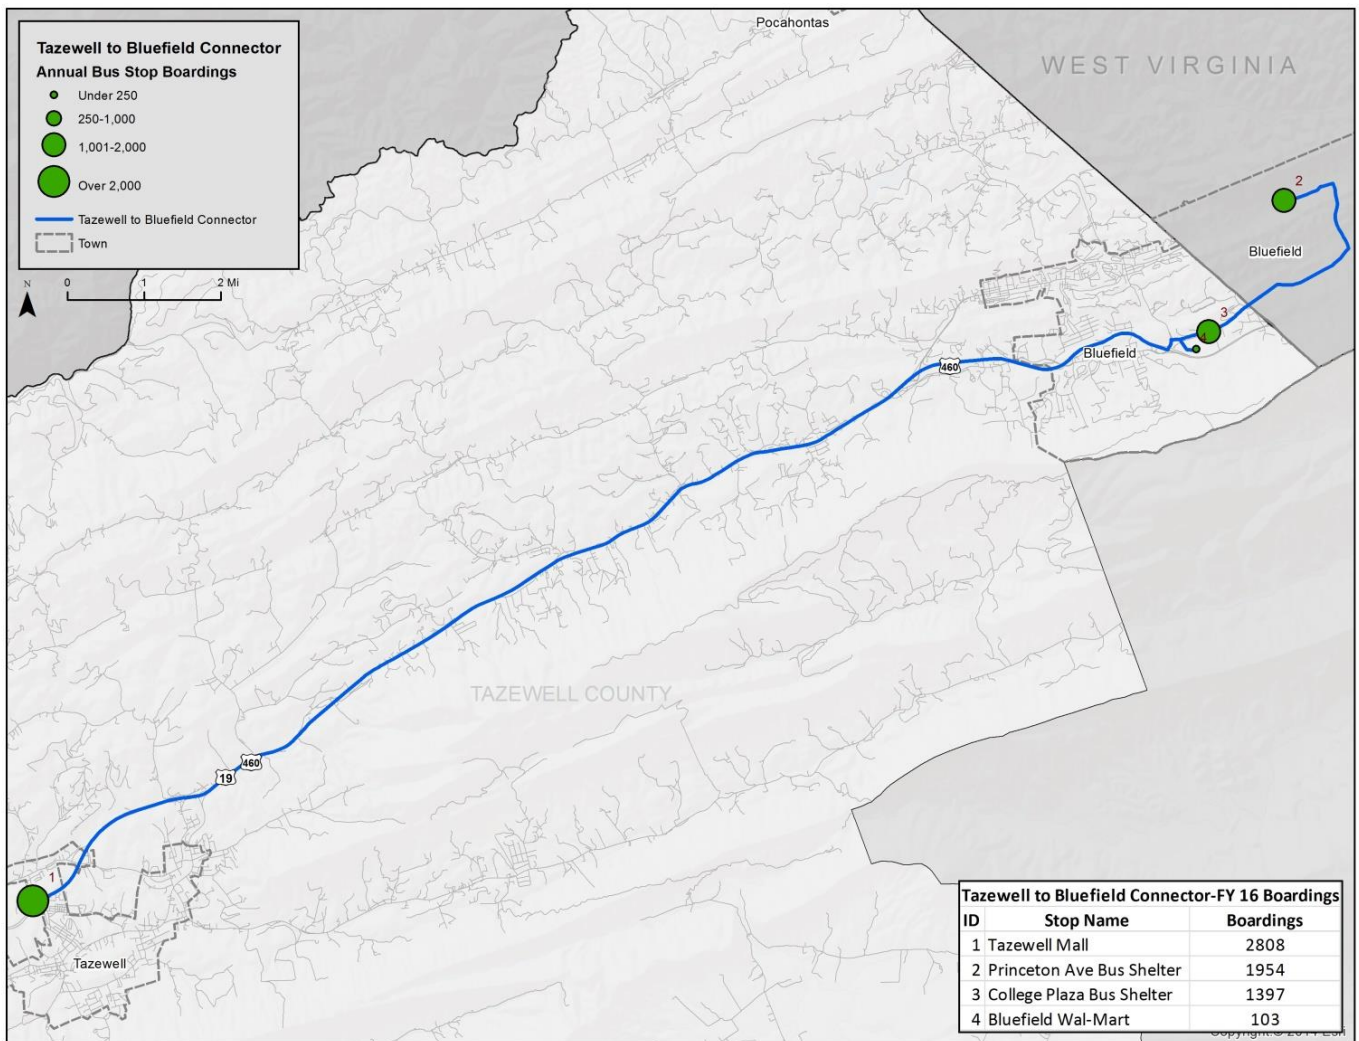 Pocahontas
Tazewell to Bluefield Connector
Annual Bus Stop Boardings
Under 250
250-1,000
1,001-2,000
Over 2,000
Tazewell to Bluefield Connector
Town
WEST VIRGINIA
N
0 1 2 Mi
2
Bluefield
3
4
Bluefield
460
TAZEWELL COUNTY
460
19
1
Tazewell
Tazewell to Bluefield Connector-FY 16 Boardings
ID Stop Name Boardings
1 Tazewell Mall 2808
2 Princeton Ave Bus Shelter 1954
3 College Plaza Bus Shelter 1397
4 Bluefield Wal-Mart 103